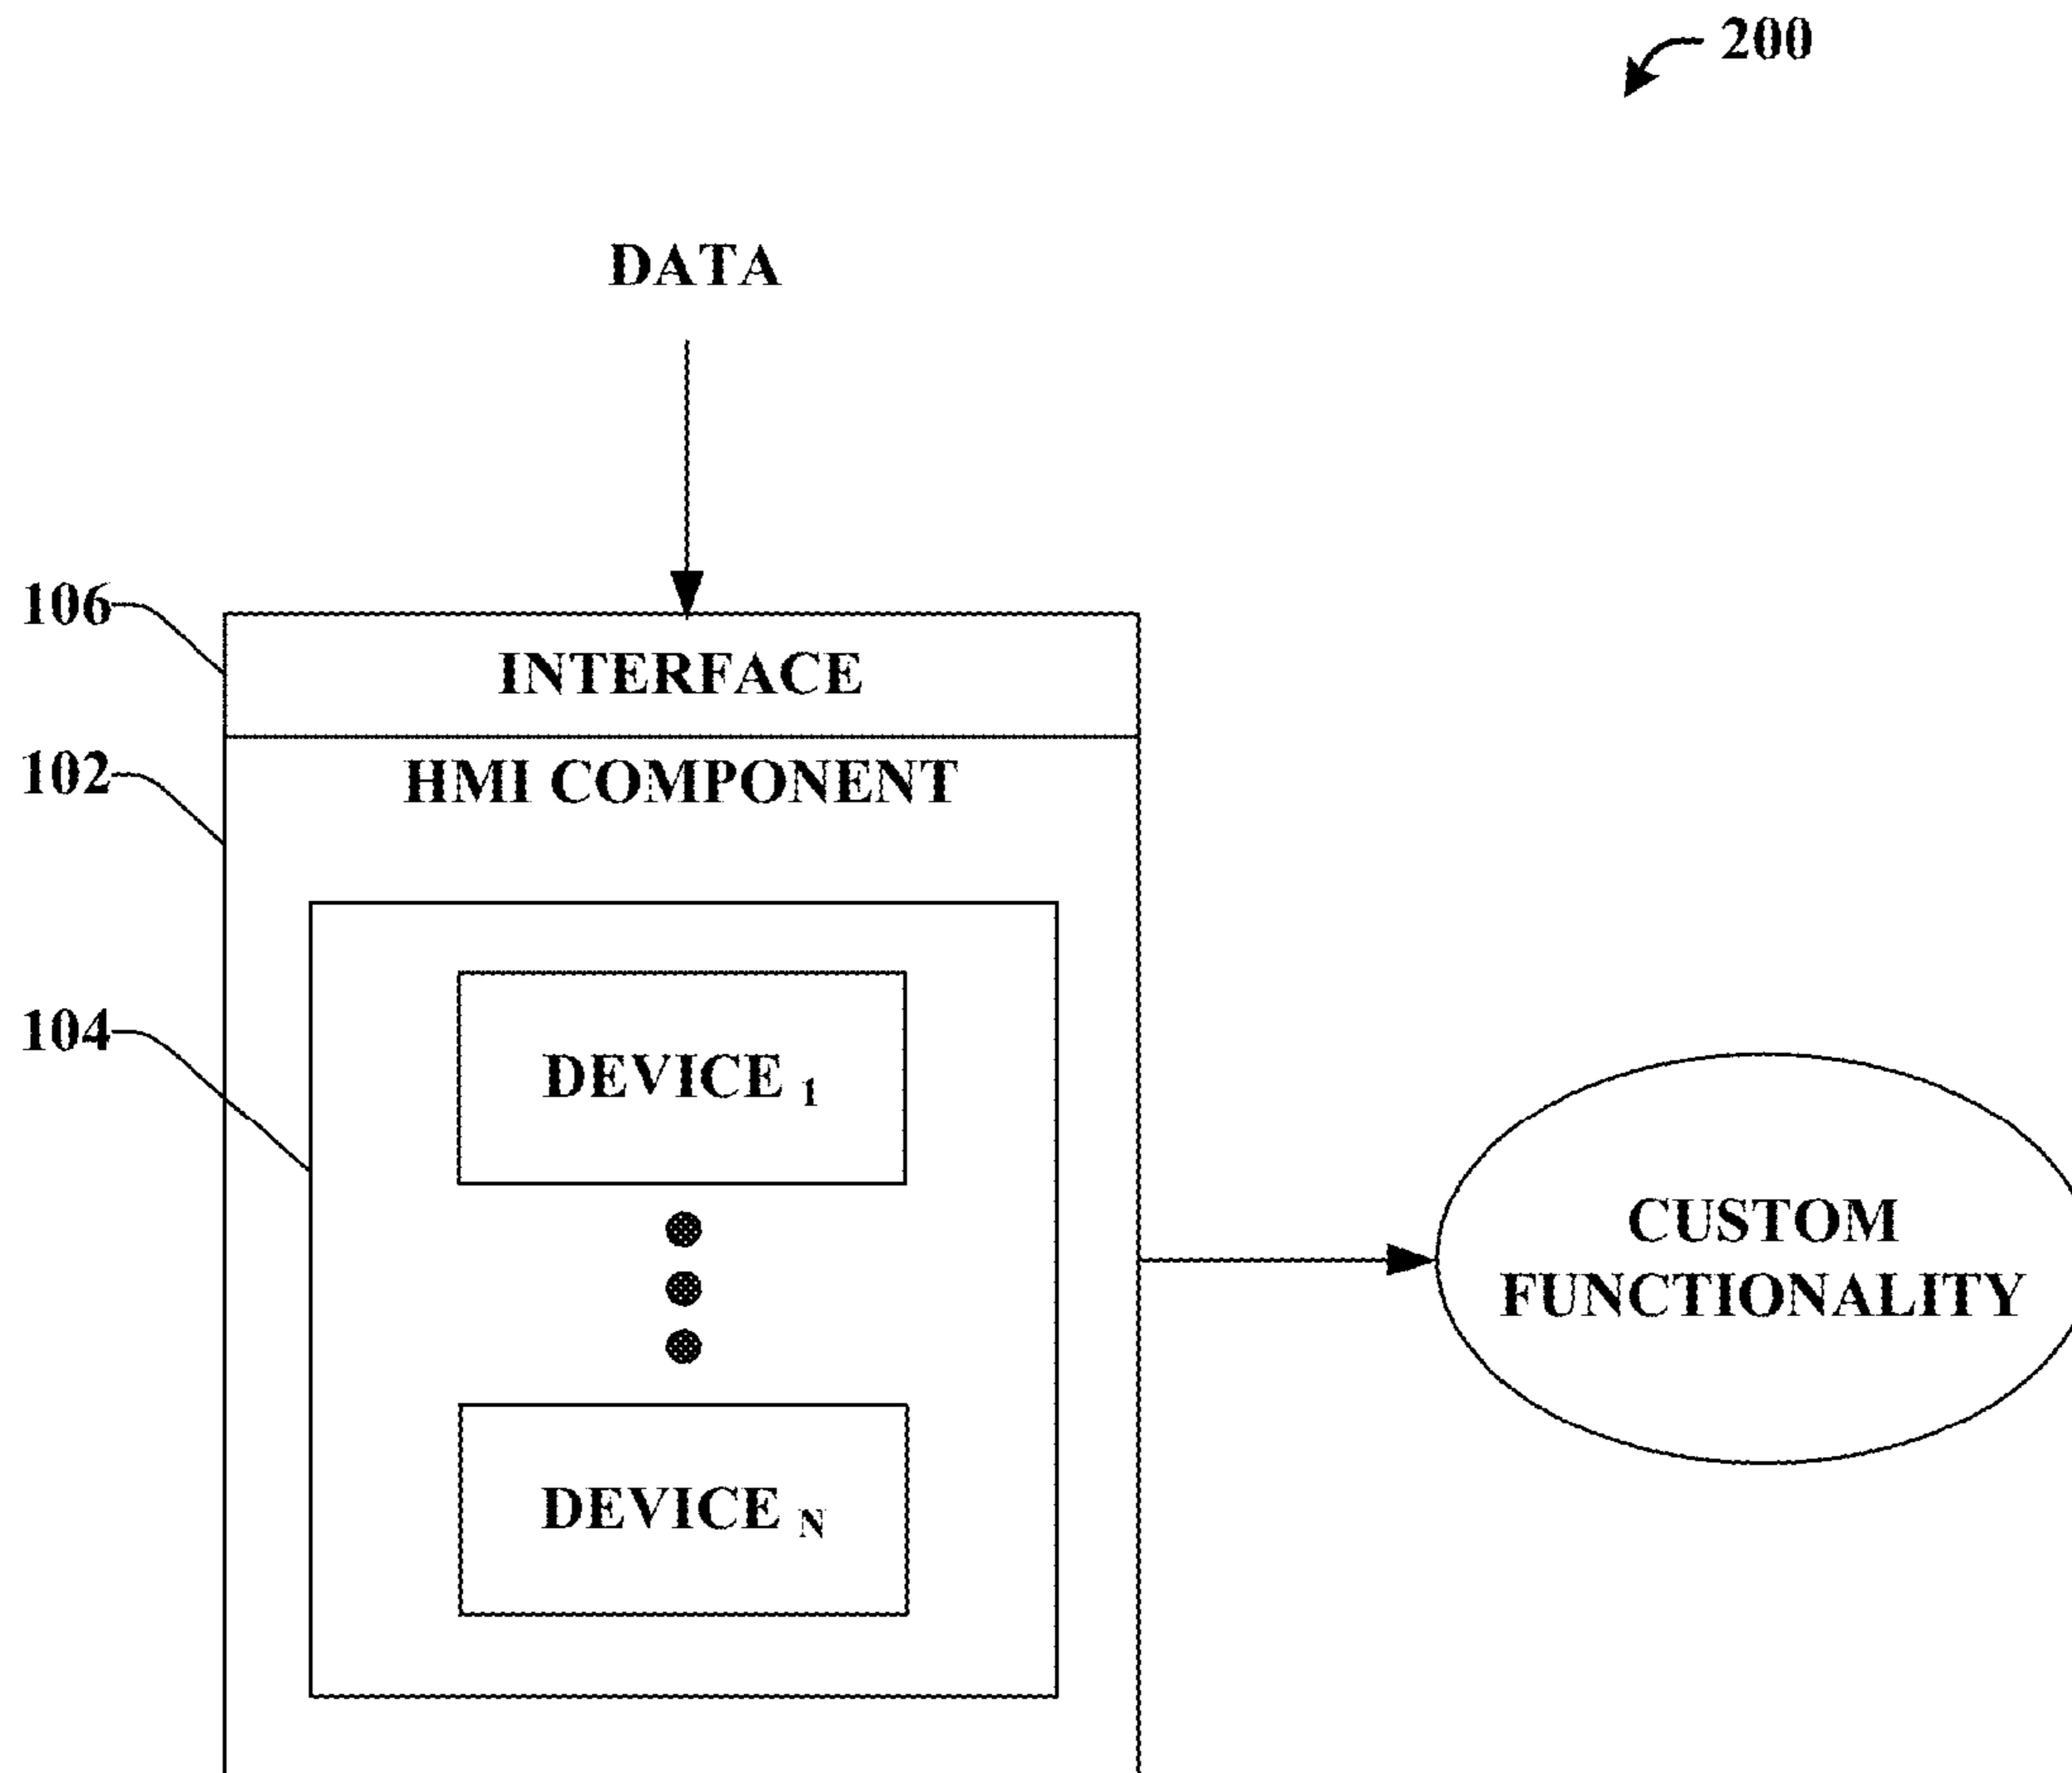 200
DATA
106
INTERFACE
102
HMI COMPONENT
104
DEVICE 1
CUSTOM
FUNCTIONALITY
DEVICE N